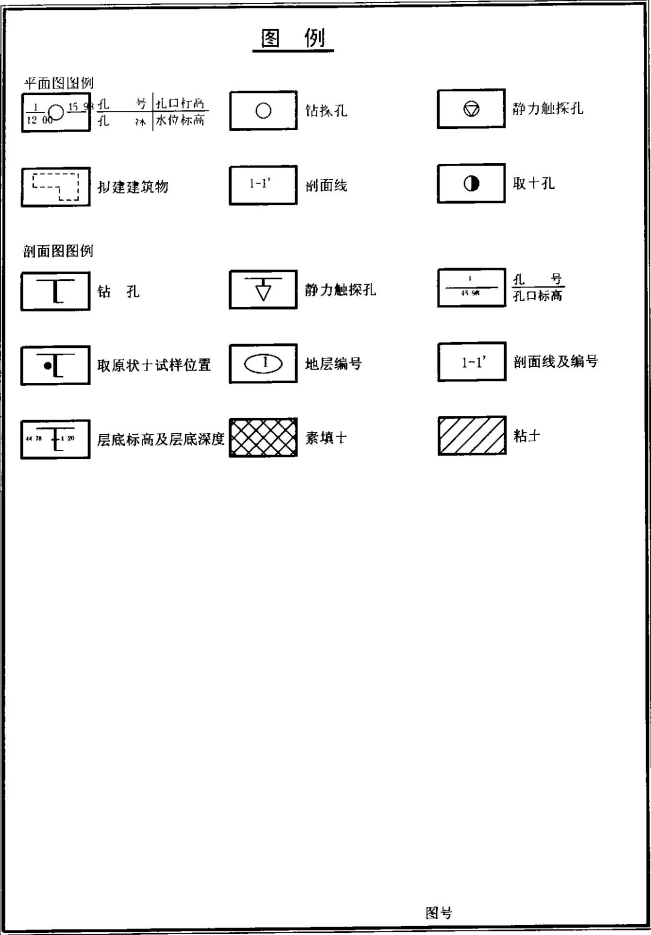 图 例
平面图图例
1 15 98 孔 号 孔口标高
12 00 孔 深 水位标高
钻探孔
静力触探孔
拟建建筑物
1-1' 剖面线
取土孔
剖面图图例
钻 孔
静力触探孔
1 孔 号
45 98 孔口标高
取原状土试样位置
1 地层编号
1-1' 剖面线及编号
44 78 1 20 层底标高及层底深度
素填土
粘土
图号